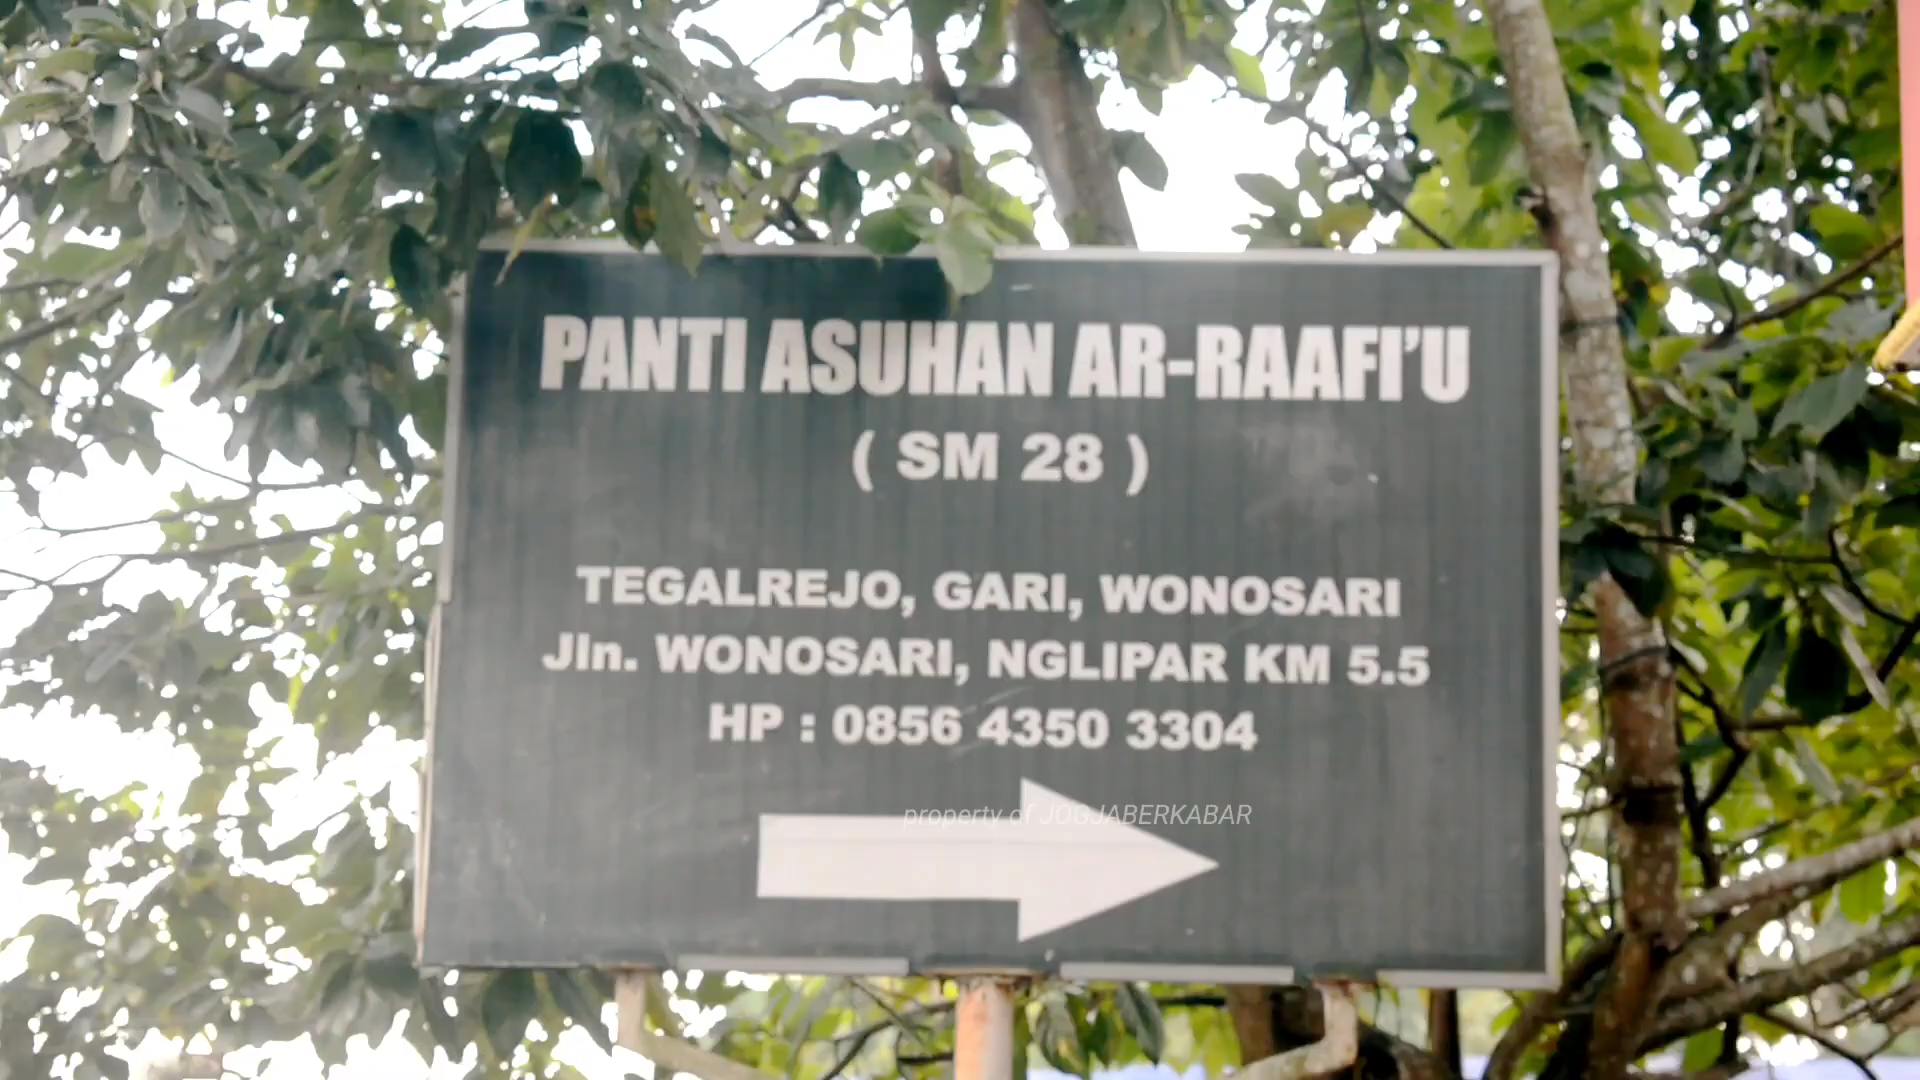 PANTI ASUHAN AR-RAAFI'U
( SM 28 )
TEGALREJO, GARI, WONOSARI
Jln. WONOSARI, NGLIPAR KM 5.5
HP : 0856 4350 3304
property of JOGJABERKABAR